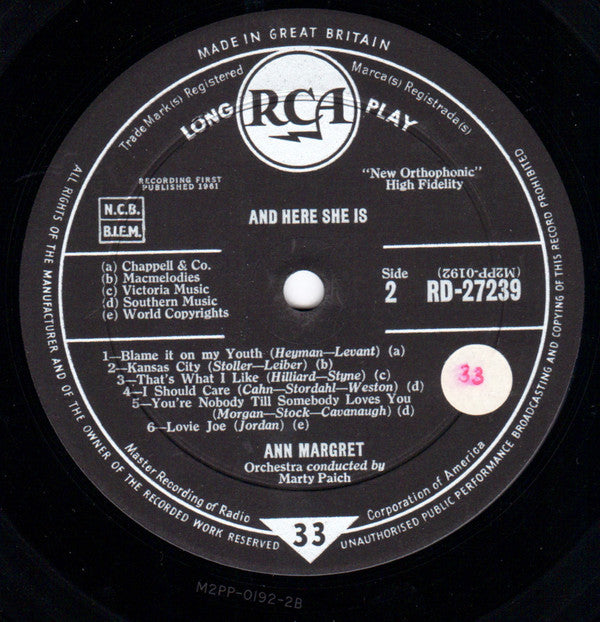 MADE IN GREAT BRITAIN
Trade Mark(s) Registered
Marca(s) Registrada(s)
LONG RCA PLAY
RECORDING FIRST
PUBLISHED 1961
"New Orthophonic"
High Fidelity
N.C.B.
B.I.E.M.
AND HERE SHE IS
(a) Chappell & Co.
(b) Macmelodies
(c) Victoria Music
(d) Southern Music
(e) World Copyrights
Side
2
(M2PP-0192)
RD-27239
1—Blame it on my Youth (Heyman—Levant) (a)
2—Kansas City (Stoller—Leiber) (b)
3—That's What I Like (Hilliard—Styne) (c)
4—I Should Care (Cahn—Stordahl—Weston) (d)
5—You're Nobody Till Somebody Loves You
(Morgan—Stock—Cavanaugh) (d)
6—Lovie Joe (Jordan) (e)
33
ANN MARGRET
Orchestra conducted by
Marty Paich
Master Recording of Radio Corporation of America
33
ALL RIGHTS OF THE MANUFACTURER AND OF THE OWNER OF THE RECORDED WORK RESERVED
UNAUTHORISED PUBLIC PERFORMANCE BROADCASTING AND COPYING OF THIS RECORD PROHIBITED
M2PP-0192-2B